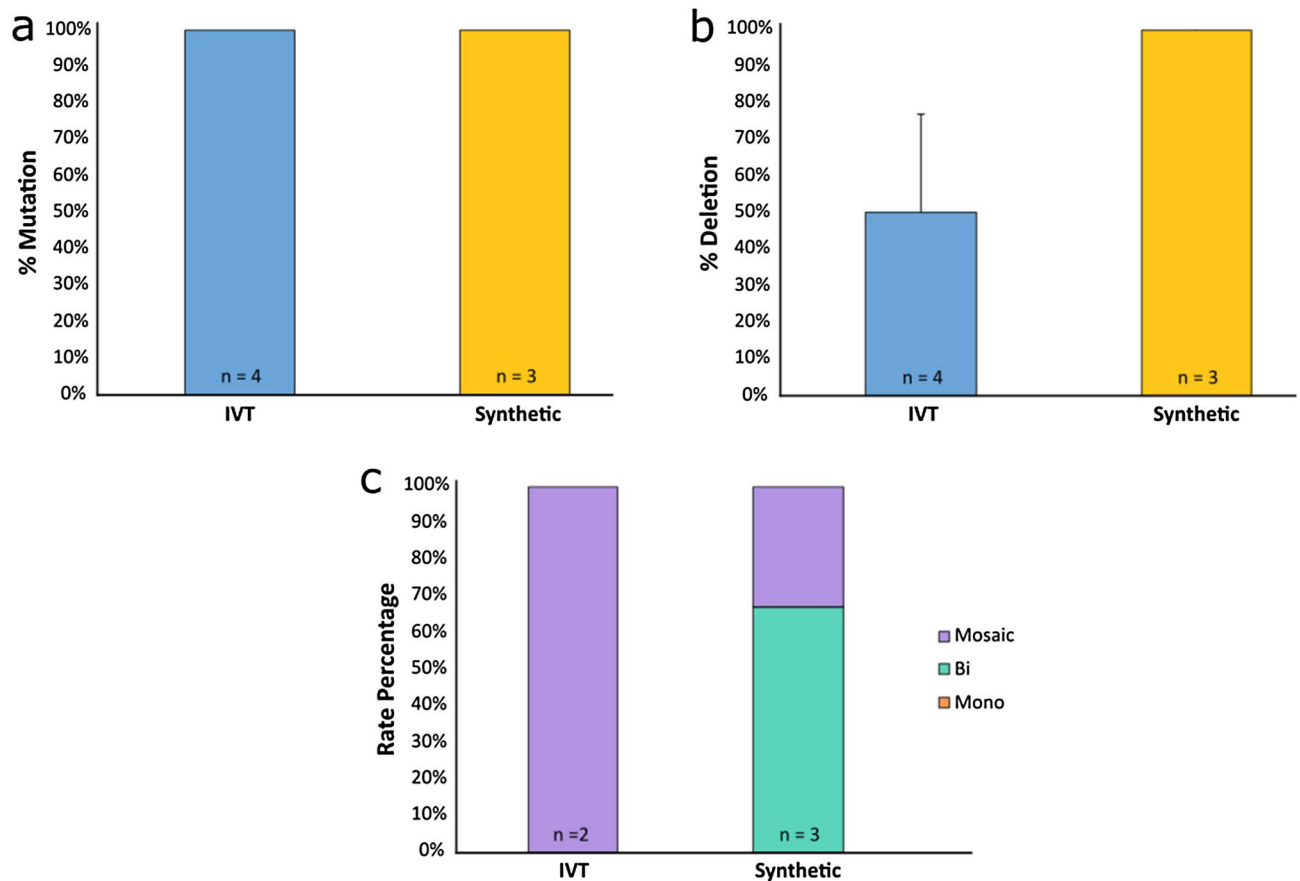 a
% Mutation
100%
90%
80%
70%
60%
50%
40%
30%
20%
10%
0%
n = 4
n = 3
IVT
Synthetic
b
% Deletion
100%
90%
80%
70%
60%
50%
40%
30%
20%
10%
0%
n = 4
n = 3
IVT
Synthetic
c
Rate Percentage
100%
90%
80%
70%
60%
50%
40%
30%
20%
10%
0%
n =2
n = 3
IVT
Synthetic
Mosaic
Bi
Mono